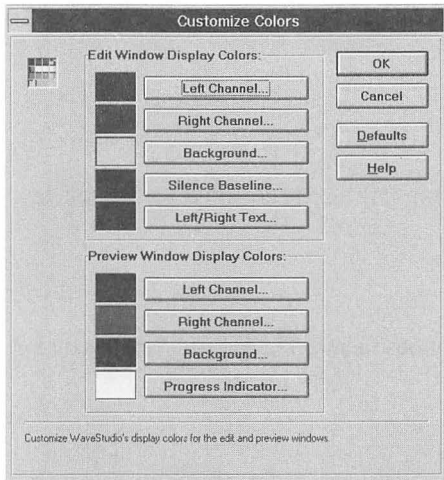 Customize Colors
Edit Window Display Colors:
Left Channel...
Right Channel...
Background...
Silence Baseline...
Left/Right Text...
OK
Cancel
Defaults
Help
Preview Window Display Colors:
Left Channel...
Right Channel...
Background...
Progress Indicator...
Customize WaveStudio's display colors for the edit and preview windows.